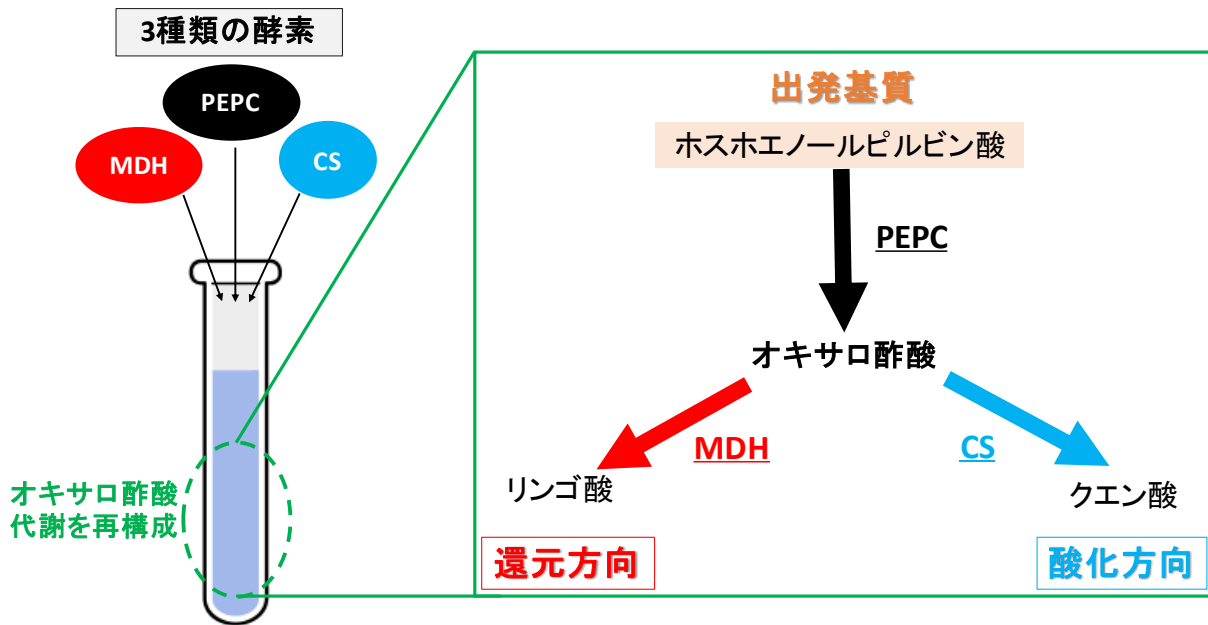 3種類の酵素
PEPC
MDH
CS
オキサロ酢酸
代謝を再構成
出発基質
ホスホエノールピルビン酸
PEPC
オキサロ酢酸
MDH
CS
リンゴ酸
クエン酸
還元方向
酸化方向